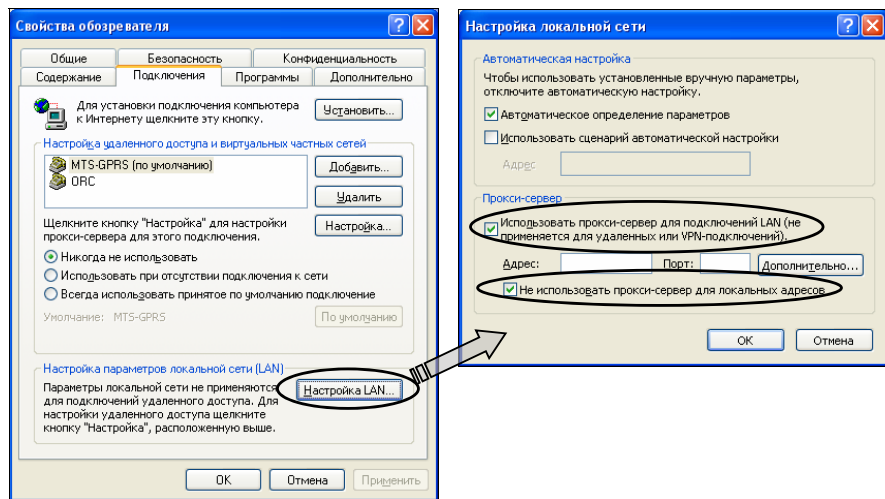 Свойства обозревателя
Общие
Безопасность
Конфиденциальность
Содержание
Подключения
Программы
Дополнительно
Для установки подключения компьютера
к Интернету щелкните эту кнопку.
Установить...
Настройка удаленного доступа и виртуальных частных сетей
MTS-GPRS (по умолчанию)
ORC
Добавить...
Удалить
Щелкните кнопку "Настройка" для настройки
прокси-сервера для этого подключения.
Настройка...
Никогда не использовать
Использовать при отсутствии подключения к сети
Всегда использовать принятое по умолчанию подключение
Умолчание: MTS-GPRS
По умолчанию
Настройка параметров локальной сети (LAN)
Параметры локальной сети не применяются
для подключений удаленного доступа. Для
настройки удаленного доступа щелкните
кнопку "Настройка", расположенную выше.
Настройка LAN...
OK
Отмена
Применить
Настройка локальной сети
Автоматическая настройка
Чтобы использовать установленные вручную параметры,
отключите автоматическую настройку.
Автоматическое определение параметров
Использовать сценарий автоматической настройки
Адрес
Прокси-сервер
Использовать прокси-сервер для подключений LAN (не
применяется для удаленных или VPN-подключений).
Адрес:
Порт:
Дополнительно...
Не использовать прокси-сервер для локальных адресов
OK
Отмена